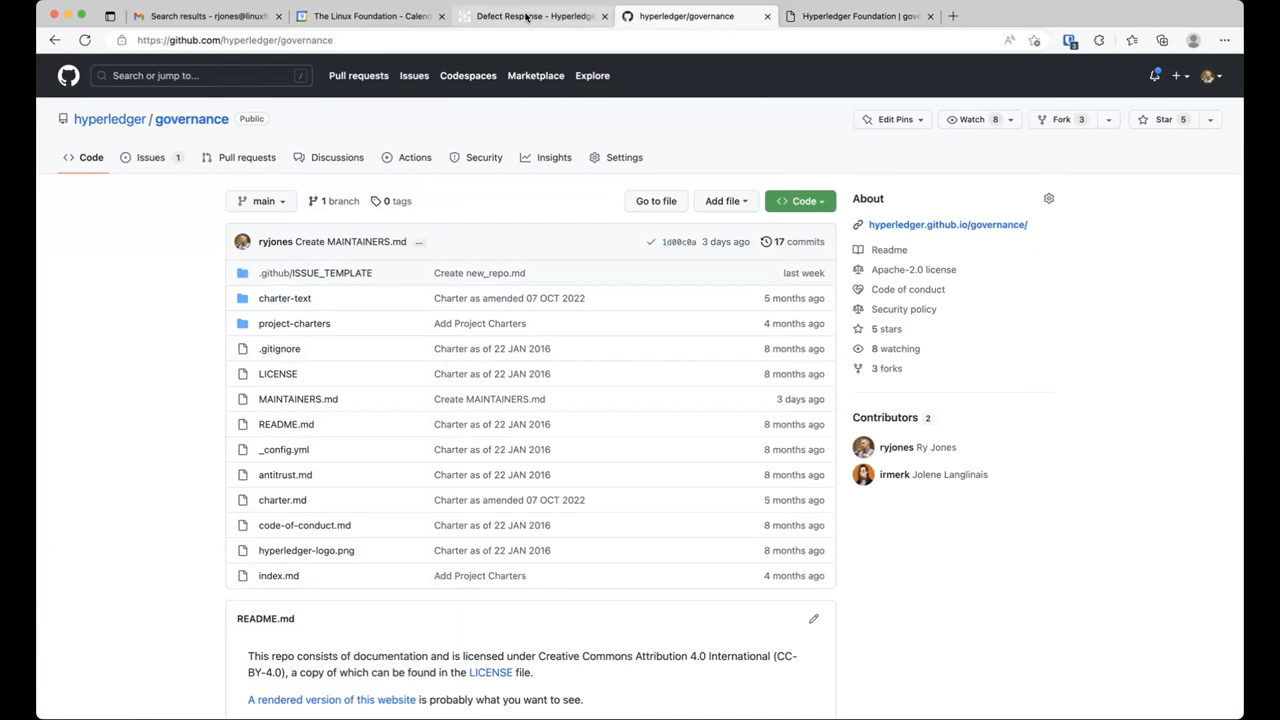 Search results - rjones@linuxf
The Linux Foundation - Calend
Defect Response - Hyperledge
hyperledger/governance
Hyperledger Foundation | gove
https://github.com/hyperledger/governance
Search or jump to... /
Pull requests Issues Codespaces Marketplace Explore
hyperledger / governance Public
Edit Pins Watch 8 Fork 3 Star 5
Code Issues 1 Pull requests Discussions Actions Security Insights Settings
main 1 branch 0 tags Go to file Add file Code
ryjones Create MAINTAINERS.md ... 1d00c0a 3 days ago 17 commits
.github/ISSUE_TEMPLATE Create new_repo.md last week
charter-text Charter as amended 07 OCT 2022 5 months ago
project-charters Add Project Charters 4 months ago
.gitignore Charter as of 22 JAN 2016 8 months ago
LICENSE Charter as of 22 JAN 2016 8 months ago
MAINTAINERS.md Create MAINTAINERS.md 3 days ago
README.md Charter as of 22 JAN 2016 8 months ago
_config.yml Charter as of 22 JAN 2016 8 months ago
antitrust.md Charter as of 22 JAN 2016 8 months ago
charter.md Charter as amended 07 OCT 2022 5 months ago
code-of-conduct.md Charter as of 22 JAN 2016 8 months ago
hyperledger-logo.png Charter as of 22 JAN 2016 8 months ago
index.md Add Project Charters 4 months ago
README.md
This repo consists of documentation and is licensed under Creative Commons Attribution 4.0 International (CC-
BY-4.0), a copy of which can be found in the LICENSE file.
A rendered version of this website is probably what you want to see.
About
hyperledger.github.io/governance/
Readme
Apache-2.0 license
Code of conduct
Security policy
5 stars
8 watching
3 forks
Contributors 2
ryjones Ry Jones
irmerk Jolene Langlinais